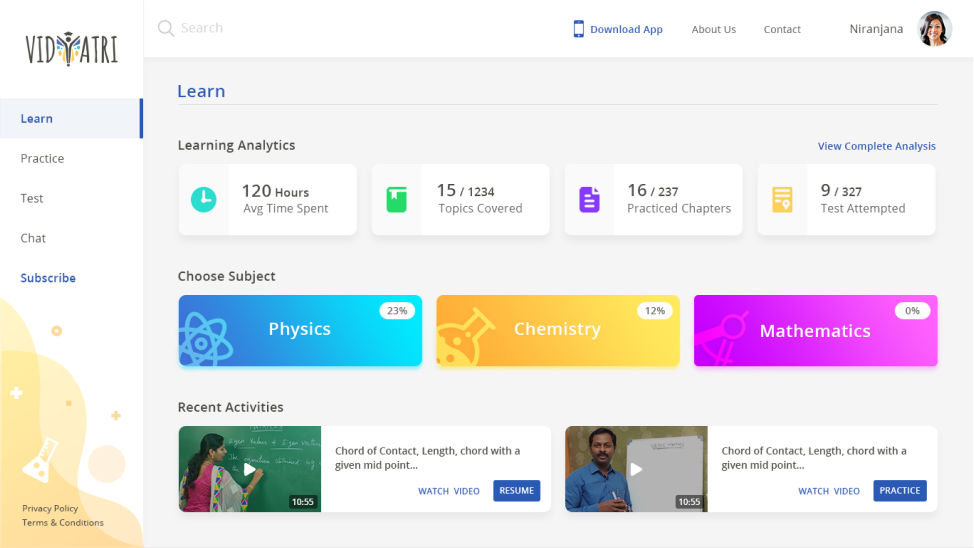 VIDYATRI
Search
Download App
About Us
Contact
Niranjana
Learn
Practice
Test
Chat
Subscribe
Privacy Policy
Terms & Conditions
Learn
Learning Analytics
View Complete Analysis
120 Hours
Avg Time Spent
15 / 1234
Topics Covered
16 / 237
Practiced Chapters
9 / 327
Test Attempted
Choose Subject
23%
Physics
12%
Chemistry
0%
Mathematics
Recent Activities
10:55
Chord of Contact, Length, chord with a
given mid point...
WATCH VIDEO
RESUME
10:55
Chord of Contact, Length, chord with a
given mid point...
WATCH VIDEO
PRACTICE